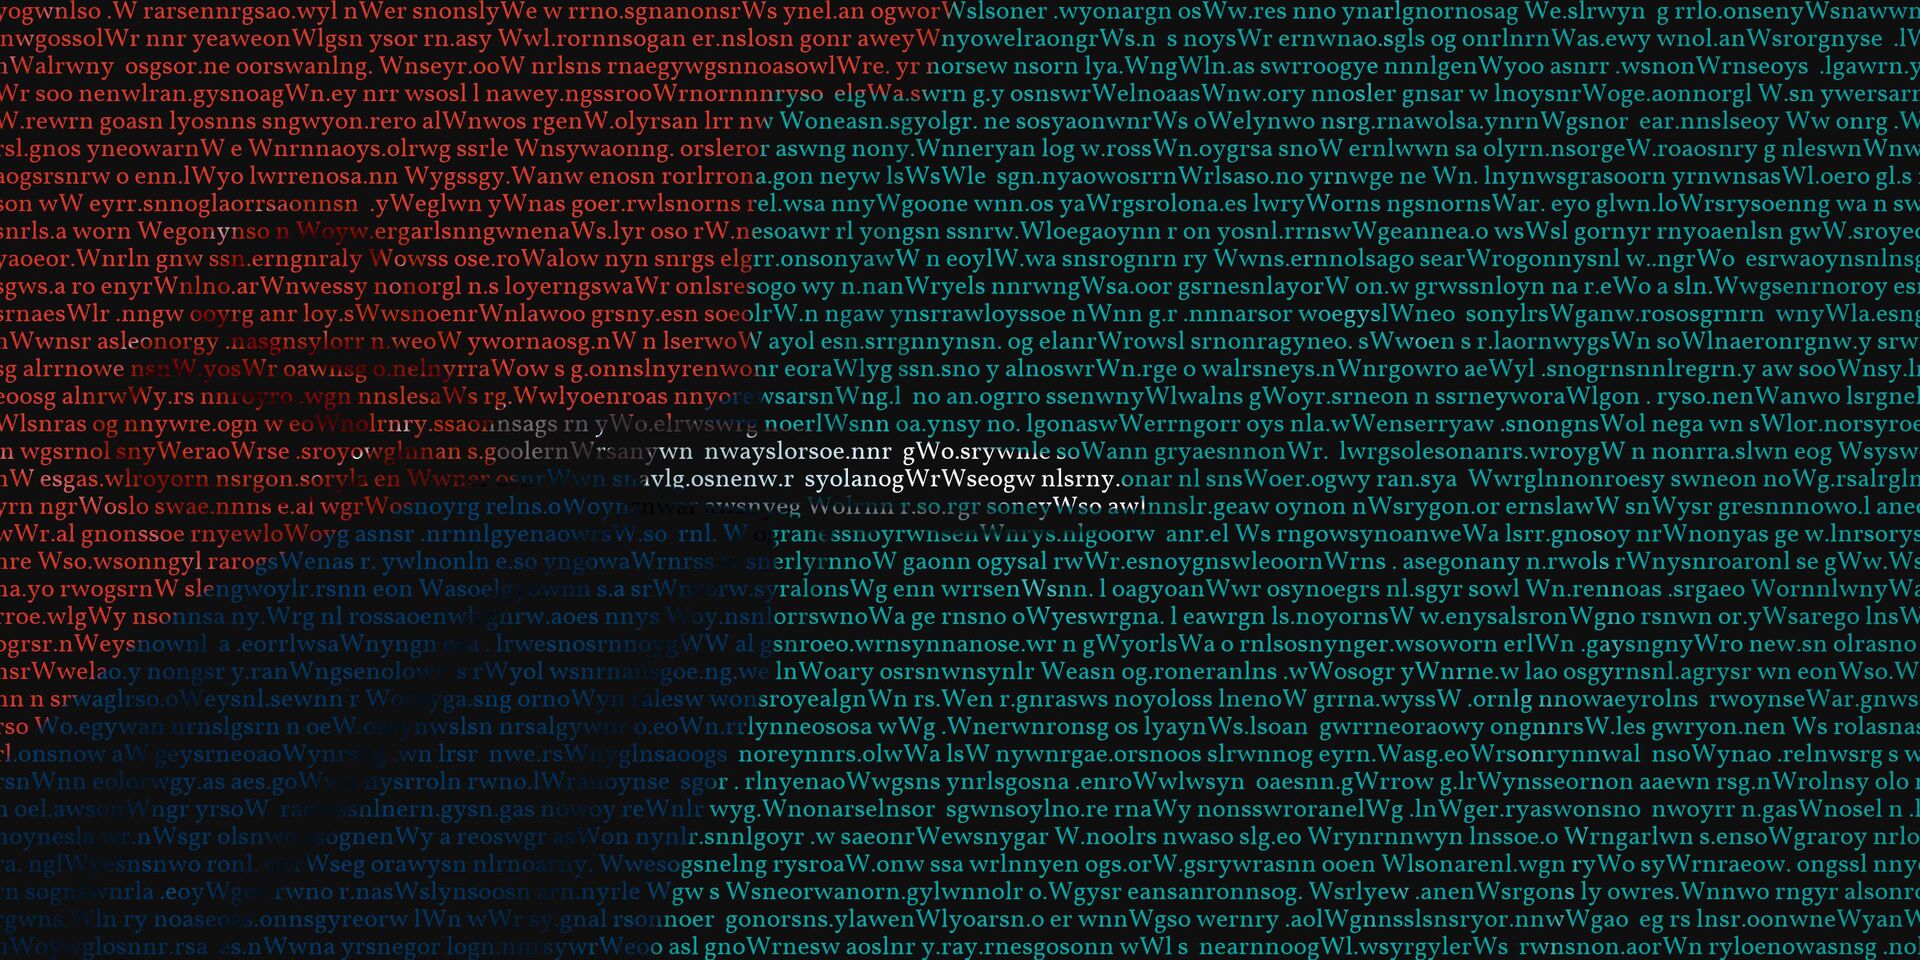 yogwnlso .W rarsennrgsao.wyl nWer snonslyWe w rrno.sgnanonsrWs ynel.an ogworWslsoner .wyonargn osWw.res nno ynarlgnornosag We.slrwyn g rrlo.onsenyWsnawwn
nwgossolWr nnr yeaweonWlgsn ysor rn.asy Wwl.rornnsogan er.nslosn gonr aweyWnyowelraongrWs.n s noysWr ernwnao.sgls og onrlnrnWas.ewy wnol.anWsrorgnyse .lW
nWalrwny osgsor.ne oorswanlng. Wnseyr.ooW nrlsns rnaegywgsnnoasowlWre. yr norsew nsorn lya.WngWln.as swrroogye nnnlgenWyoo asnrr .wsnonWrnseoys .lgawrn.y
Wr soo nenwlran.gysnoagWn.ey nrr wsosl l nawey.ngssrooWrnornnnryso elgWa.swrn g.y osnswrWelnoaasWnw.ory nnosler gnsar w lnoysnrWoge.aonnorgl W.sn ywersarn
W.rewrn goasn lyosnns sngwyon.rero alWnwos rgenW.olyrsan lrr nw Woneasn.sgyolgr. ne sosyaonwnrWs oWelynwo nsrg.rnawolsa.ynrnWgsnor ear.nnslseoy Ww onrg .W
rsl.gnos yneowarnW e Wnrnnaoys.olrwg ssrle Wnsywaonng. orsleror aswng nony.Wnneryan log w.rossWn.oygrsa snoW ernlwwn sa olyrn.nsorgeW.roaosnry g nleswnWnw
aogsrsnrw o enn.lWyo lwrrenosa.nn Wygssgy.Wanw enosn rorlrrona.gon neyw lsWsWle sgn.nyaowosrrnWrlsaso.no yrnwge ne Wn. lnynwsgrasoorn yrnwnsasWl.oero gl.s
son wW eyrr.snnoglaorrsaonnsn .yWeglwn yWnas goer.rwlsnorns rel.wsa nnyWgoone wnn.os yaWrgsrolona.es lwryWorns ngsnornsWar. eyo glwn.loWrsrysoenng wa n sw
snrls.a worn Wegonynso n Woyw.ergarlsnngwnenaWs.lyr oso rW.nesoawr rl yongsn ssnrw.Wloegaoynn r on yosnl.rrnswWgeannea.o wsWsl gornyr rnyoaenlsn gwW.sroyeo
yaoeor.Wnrln gnw ssn.erngnraly Wowss ose.roWalow nyn snrgs elgrr.onsonyawW n eoylW.wa snsrognrn ry Wwns.ernnolsago searWrogonnysnl w..ngrWo esrwaoynsnlnsg
sgws.a ro enyrWnlno.arWnwessy nonorgl n.s loyerngswaWr onlsresogo wy n.nanWryels nnrwngWsa.oor gsrnesnlayorW on.w grwssnloyn na r.eWo a sln.Wwgsenrnoroy es
srnaesWlr .nngw ooyrg anr loy.sWwsnoenrWnlawoo grsny.esn soeolrW.n ngaw ynsrrawloyssoe nWnn g.r .nnnarsor woegyslWneo sonylrsWganw.rososgrnrn wnyWla.esng
nWwnsr asleonorgy .nasgnsylorr n.weoW ywornaosg.nW n lserwoW ayol esn.srrgnnynsn. og elanrWrowsl srnonragyneo. sWwoen s r.laornwygsWn soWlnaeronrgnw.y srw
sg alrrnowe nsnW.yosWr oawnsg o.nelnyrraWow s g.onnslnyrenwonr eoraWlyg ssn.sno y alnoswrWn.rge o walrsneys.nWnrgowro aeWyl .snogrnsnnlregrn.y aw sooWnsy.l
eoosg alnrwWy.rs nnroyro .wgn nnslesaWs rg.Wwlyoenroas nnyorewsarsnWng.l no an.ogrro ssenwnyWlwalns gWoyr.srneon n ssrneyworaWlgon . ryso.nenWanwo lsrgnel
Wlsnras og nnywre.ogn w eoWnolrnry.ssaonnsags rn yWo.elrwswrg noerlWsnn oa.ynsy no. lgonaswWerrngorr oys nla.wWenserryaw .snongnsWol nega wn sWlor.norsyroe
n wgsrnol snyWeraoWrse .sroyowglnnan s.goolernWrsanywn nwayslorsoe.nnr gWo.srywnle soWann gryaesnnonWr. lwrgsolesonanrs.wroygW n nonrra.slwn eog Wsysw
nW esgas.wlroyorn nsrgon.soryla en Wwner osnrWwn snavlg.osnenw.r syolanogWrWseogw nlsrny.onar nl snsWoer.ogwy ran.sya Wwrglnnonroesy swneon noWg.rsalrgln
yrn ngrWoslo swae.nnns e.al wgrWosnoyrg relns.oWoynsnwar awsnyeg Wolrnn r.so.rgr soneyWso awlnnslr.geaw oynon nWsrygon.or ernslawW snWysr gresnnnowo.l aneo
wWr.al gnonssoe rnyewloWoyg asnsr .nrnnlgyenaowrsW.so rnl. W ogranessnoyrwnsenWnrys.nlgoorw anr.el Ws rngowsynoanweWa lsrr.gnosoy nrWnonyas ge w.lnrsorys
nre Wso.wsonngyl rarogsWenas r. ywlnonln e.so yngowaWrnrss snerlyrnnoW gaonn ogysal rwWr.esnoygnswleoornWrns . asegonany n.rwols rWnysnroaronl se gWw.Ws
na.yo rwogsrnW slengwoylr.rsnn eon Wasoelgyownn s.a srWnorw.syralonsWg enn wrrsenWsnn. l oagyoanWwr osynoegrs nl.sgyr sowl Wn.rennoas .srgaeo WornnlwnyWa
rroe.wlgWy nsonnsa ny.Wrg nl rossaoenwlsgnrw.aoes nnys Woy.nsnlorrswnoWa ge rnsno oWyeswrgna. l eawrgn ls.noyornsW w.enysalsronWgno rsnwn or.yWsarego lnsW
ogrsr.nWeysnownl a .eorrlwsaWnyngn oea . lrwesnosrnnoygWW al gsnroeo.wrnsynnanose.wr n gWyorlsWa o rnlsosnynger.wsoworn erlWn .gaysngnyWro new.sn olrasno
nsrWwelao.y nongsr y.ranWngsenolown s rWyol wsnrnansgoe.ng.we lnWoary osrsnwnsynlr Weasn og.roneranlns .wWosogr yWnrne.w lao osgyrsnl.agrysr wn eonWso.W
nn n srwaglrso.oWeysnl.sewnn r Woryyga.sng ornoWyn raleswwonsroyealgnWn rs.Wen r.gnrasws noyoloss lnenoW grrna.wyssW .ornlg nnowaeyrolns rwoynseWar.gnws
rso Wo.egywan nrnslgsrn n oeW.oarynwslsn nrsalgywno o.eoWn.rrlynneososa wWg .Wnerwnronsg os lyaynWs.lsoan gwrrneoraowy ongnnrsW.les gwryon.nen Ws rolasnas
rl.onsnow aW geysrneoaoWynrs g .wn lrsr nwe.rsWnyglnsaoogs noreynnrs.olwWa lsW nywnrgae.orsnoos slrwnnog eyrn.Wasg.eoWrsonrynnwal nsoWynao .relnwsrg s w
rsnWnn eolorwgy.as aes.goWwrnnysrroln rwno.lWranoynse sgor . rlnyenaoWwgsns ynrlsgosna .enroWwlwsyn oaesnn.gWrrow g.lrWynsseornon aaewn rsg.nWrolnsy olo
n oel.awsonWngr yrsoW raoessnlnern.gysn.gas nowoy reWnlr wyg.Wnonarselnsor sgwnsoylno.re rnaWy nonsswroranelWg .lnWger.ryaswonsno nwoyrr n.gasWnosel n .l
noynesla wr.nWsgr olsnwo sognenWy a reoswgr asWon nynlr.snnlgoyr .w saeonrWewsnygar W.noolrs nwaso slg.eo Wrynrnnwyn lnssoe.o Wrngarlwn s.ensoWgraroy nrlo
ra. nglWyesnsnwo ronl. Wseg orawysn nlrnoarny. Wwesogsnelng rysroaW.onw ssa wrlnnyen ogs.orW.gsrywrasnn ooen Wlsonarenl.wgn ryWo syWrnraeow. ongssl nny
rn sognswnrla .eoyWgo rwno r.nasWslynsoosn arn.nyrle Wgw s Wsneorwanorn.gylwnnolr o.Wgysr eansanronnsog. Wsrlyew .anenWsrgons ly owres.Wnnwo rngyr alsonr
rgwns.Wln ry noaseoas.onnsgyreorw lWn wWr sy.gnal rsonnoer gonorsns.ylawenWlyoarsn.o er wnnWgso wernry .aolWgnnsslsnsryor.nnwWgao eg rs lnsr.oonwneWyanW
nWoy glosnnr.rsa es.nWwna yrsnegor logn.nnrsywrWeoo asl gnoWrnesw aoslnr y.ray.rnesgosonn wWl s nearnnoogWl.wsyrgylerWs rwnsnon.aorWn ryloenowasnsg .no